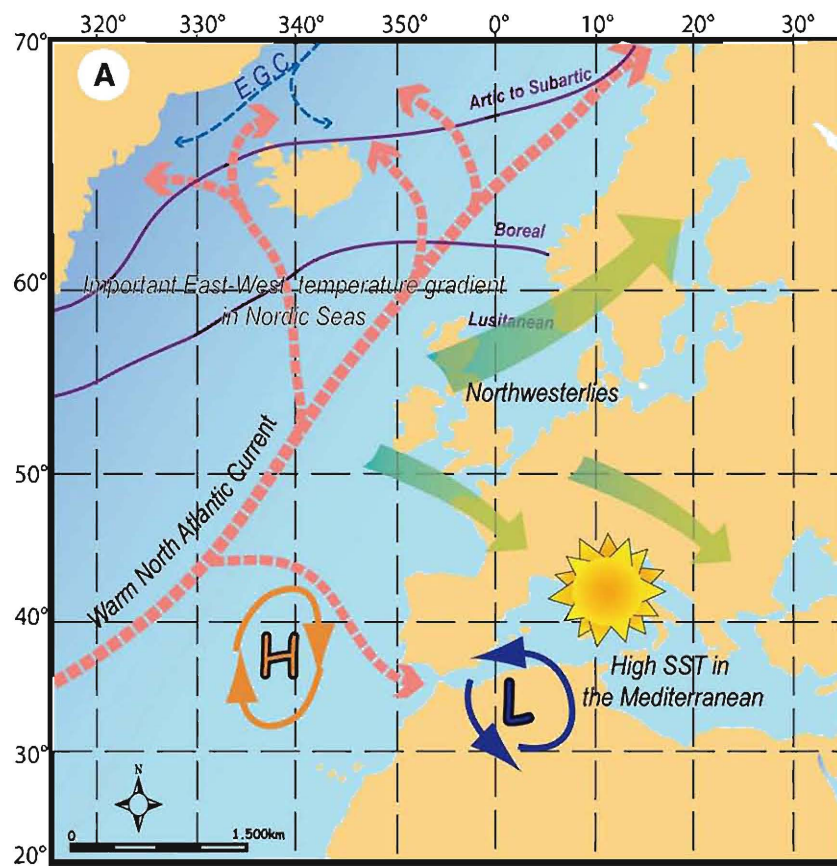 320° 330° 340° 350° 0° 10° 20° 30°
70°
A
E.G.C.
Artic to Subartic
Boreal
60°
Important East-West temperature gradient
in Nordic Seas
Lusitanean
Northwesterlies
50°
Warm North Atlantic Current
40°
H
High SST in
the Mediterranean
L
30°
N
0 1.500km
20°